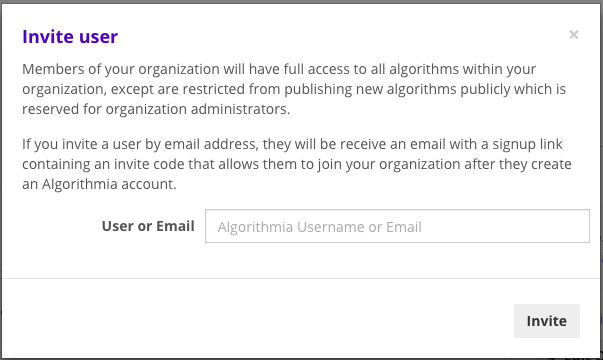 Invite user
×
Members of your organization will have full access to all algorithms within your
organization, except are restricted from publishing new algorithms publicly which is
reserved for organization administrators.
If you invite a user by email address, they will be receive an email with a signup link
containing an invite code that allows them to join your organization after they create
an Algorithmia account.
User or Email
Algorithmia Username or Email
Invite